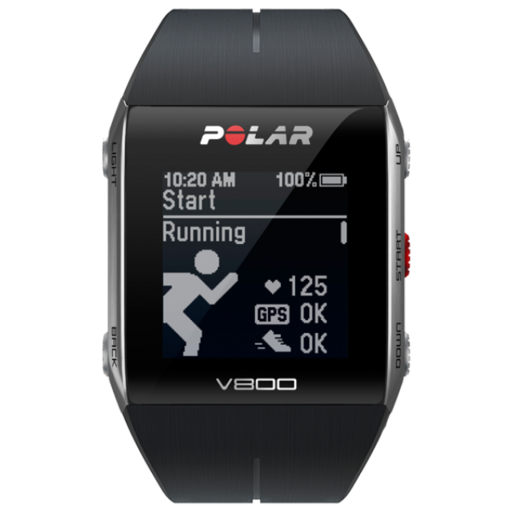 POLAR
LIGHT
UP
10:20 AM 100%
Start
Running
START
125
GPS OK
OK
BACK
DOWN
V800